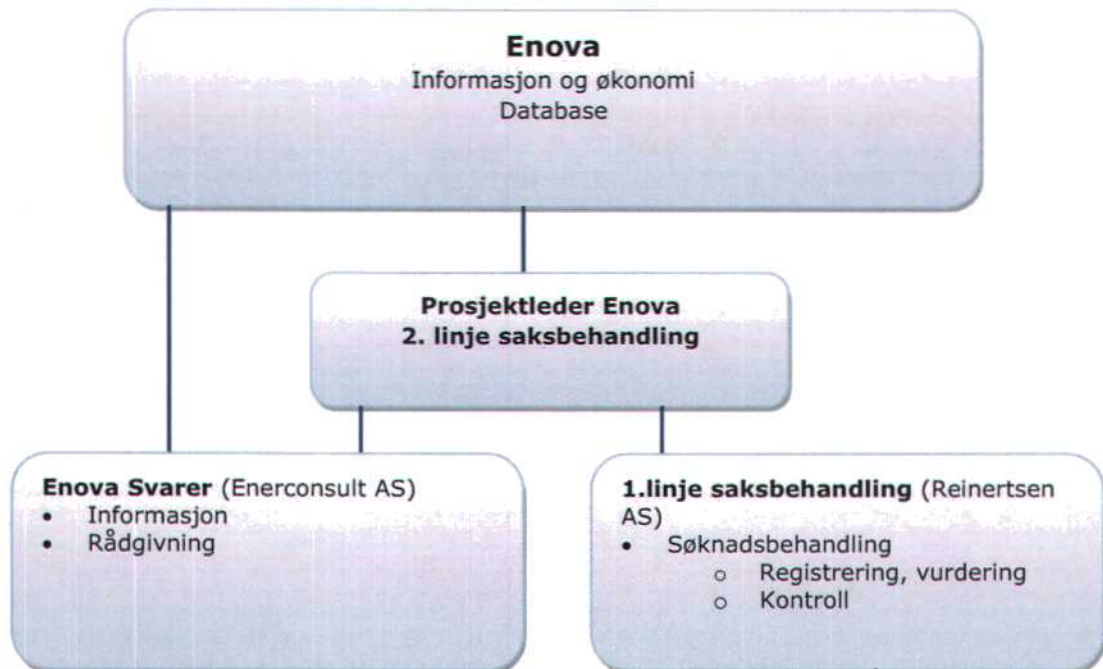 Enova
Informasjon og økonomi
Database
Prosjektleder Enova
2. linje saksbehandling
Enova Svarer (Enerconsult AS)
• Informasjon
• Rådgivning
1.linje saksbehandling (Reinertsen
AS)
• Søknadsbehandling
o Registrering, vurdering
o Kontroll